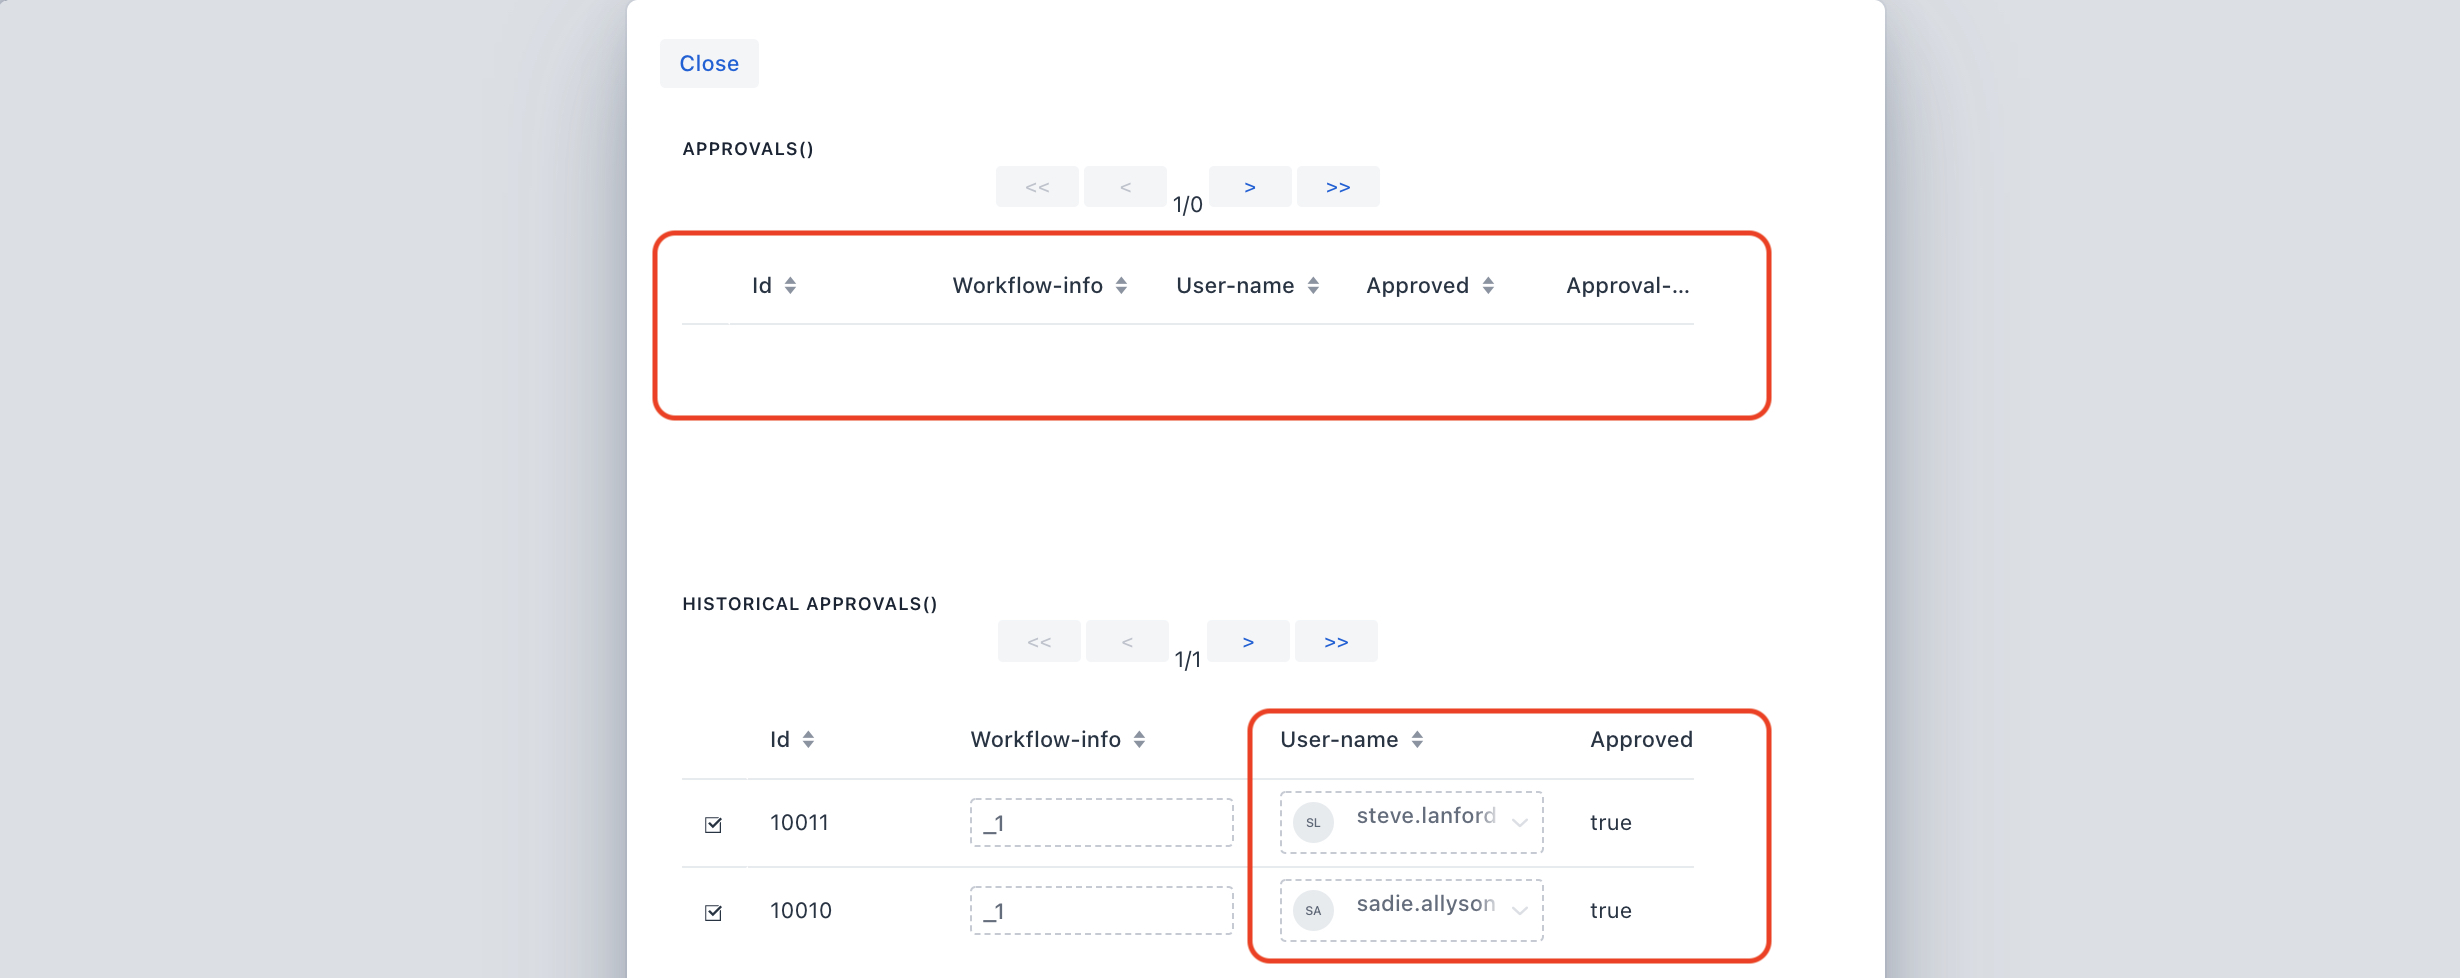 Close
APPROVALS()
<< < 1/0 > >>
Id Workflow-info User-name Approved Approval-...
HISTORICAL APPROVALS()
<< < 1/1 > >>
Id Workflow-info User-name Approved
10011 _1 SL steve.lanford true
10010 _1 SA sadie.allyson true